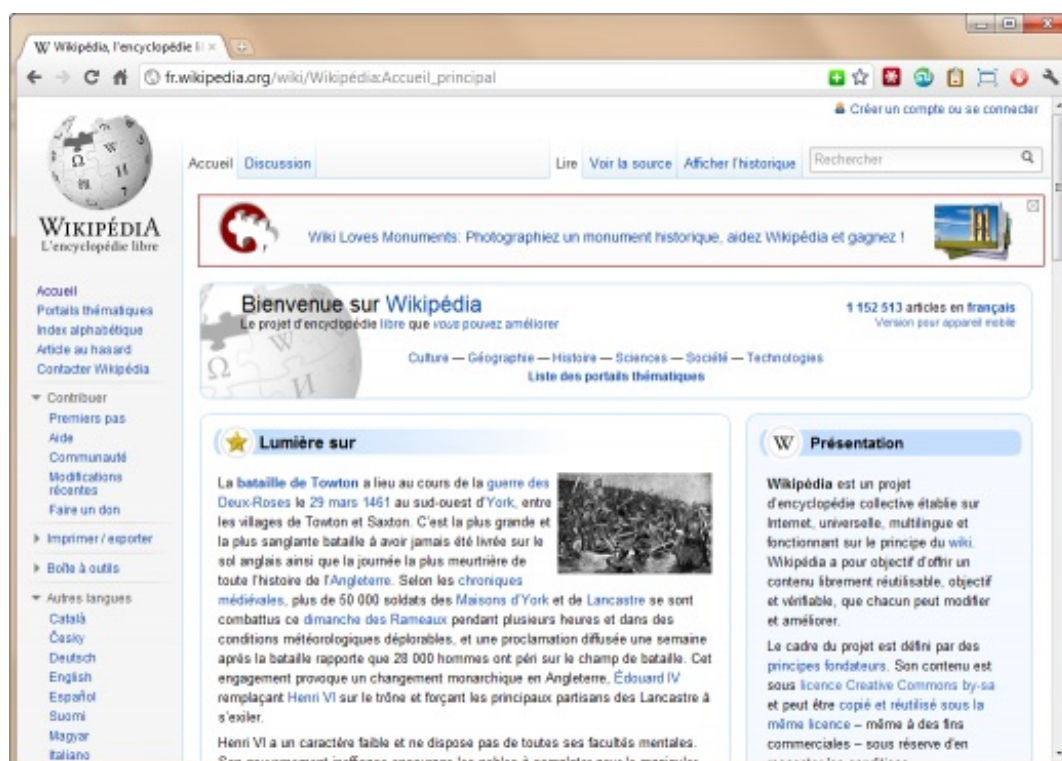 Wikipédia, l'encyclopédie li
fr.wikipedia.org/wiki/Wikipédia:Accueil_principal
Créer un compte ou se connecter
Accueil Discussion Lire Voir la source Afficher l'historique Rechercher
WIKIPÉDIA
L'encyclopédie libre
Wiki Loves Monuments: Photographiez un monument historique, aidez Wikipédia et gagnez !
Accueil
Portails thématiques
Index alphabétique
Article au hasard
Contacter Wikipédia
Contribuer
Premiers pas
Aide
Communauté
Modifications
récentes
Faire un don
Imprimer / exporter
Boîte à outils
Autres langues
Català
Česky
Deutsch
English
Español
Suomi
Magyar
Italiano
Bienvenue sur Wikipédia
Le projet d'encyclopédie libre que vous pouvez améliorer
1 152 513 articles en français
Version pour appareil mobile
Culture — Géographie — Histoire — Sciences — Société — Technologies
Liste des portails thématiques
Lumière sur
La bataille de Towton a lieu au cours de la guerre des
Deux-Roses le 29 mars 1461 au sud-ouest d'York, entre
les villages de Towton et Saxton. C'est la plus grande et
la plus sanglante bataille à avoir jamais été livrée sur le
sol anglais ainsi que la journée la plus meurtrière de
toute l'histoire de l'Angleterre. Selon les chroniques
médiévales, plus de 50 000 soldats des Maisons d'York et de Lancastre se sont
combattus ce dimanche des Rameaux pendant plusieurs heures et dans des
conditions météorologiques déplorables, et une proclamation diffusée une semaine
après la bataille rapporte que 28 000 hommes ont péri sur le champ de bataille. Cet
engagement provoque un changement monarchique en Angleterre, Édouard IV
remplaçant Henri VI sur le trône et forçant les principaux partisans des Lancastre à
s'exiler.
Henri VI a un caractère faible et ne dispose pas de toutes ses facultés mentales.
Présentation
Wikipédia est un projet
d'encyclopédie collective établie sur
Internet, universelle, multilingue et
fonctionnant sur le principe du wiki.
Wikipédia a pour objectif d'offrir un
contenu librement réutilisable, objectif
et vérifiable, que chacun peut modifier
et améliorer.
Le cadre du projet est défini par des
principes fondateurs. Son contenu est
sous licence Creative Commons by-sa
et peut être copié et réutilisé sous la
même licence – même à des fins
commerciales – sous réserve d'en